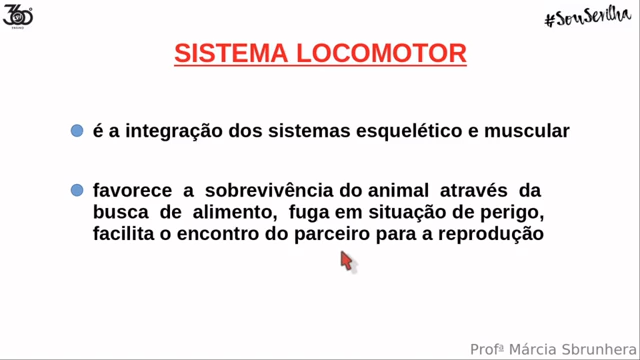 360
#SouSevilha
SISTEMA LOCOMOTOR
é a integração dos sistemas esquelético e muscular
favorece a sobrevivência do animal através da
busca de alimento, fuga em situação de perigo,
facilita o encontro do parceiro para a reprodução
Profª Márcia Sbrunhera